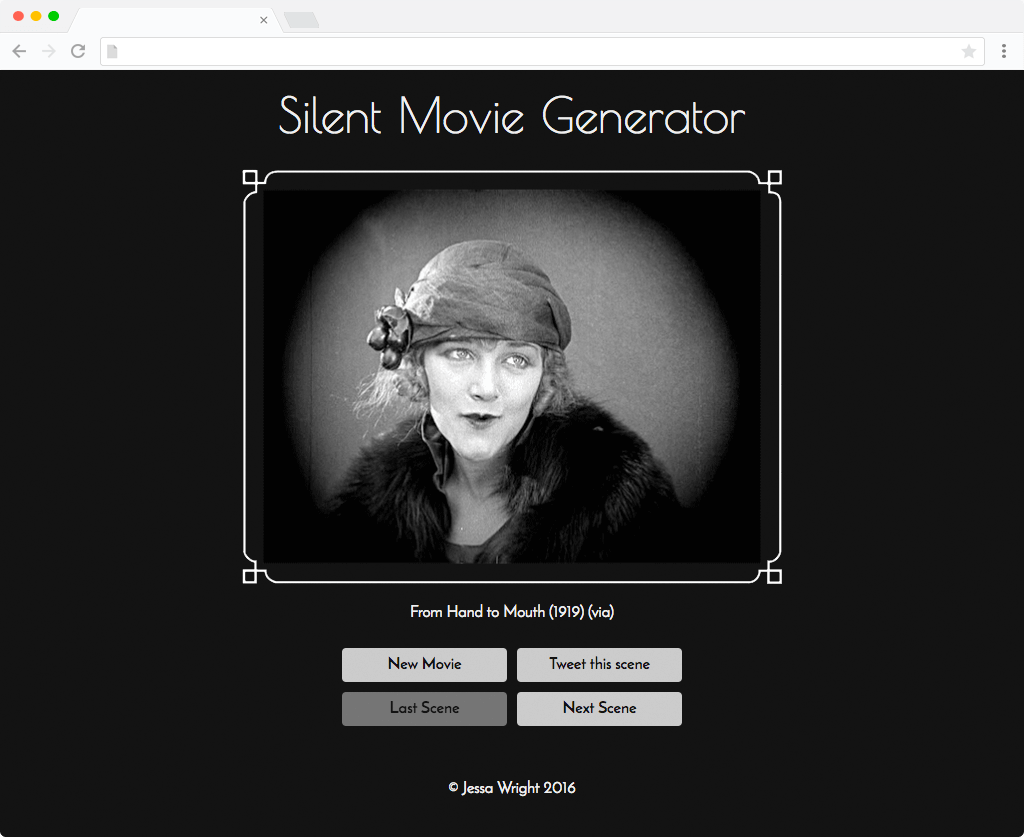 Silent Movie Generator
From Hand to Mouth (1919) (via)
New Movie
Tweet this scene
Last Scene
Next Scene
© Jessa Wright 2016